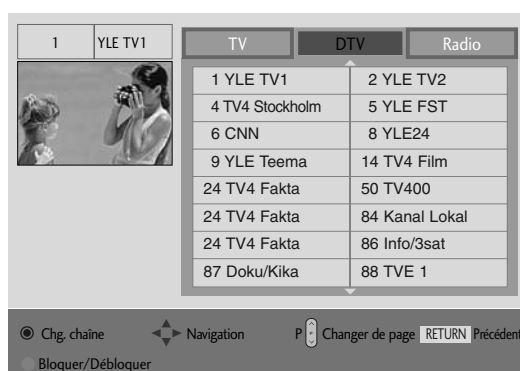 1 YLE TV1
TV DTV Radio
1 YLE TV1 2 YLE TV2
4 TV4 Stockholm 5 YLE FST
6 CNN 8 YLE24
9 YLE Teema 14 TV4 Film
24 TV4 Fakta 50 TV400
24 TV4 Fakta 84 Kanal Lokal
24 TV4 Fakta 86 Info/3sat
87 Doku/Kika 88 TVE 1
Chg. chaîne Navigation P Changer de page RETURN Précédent
Bloquer/Débloquer